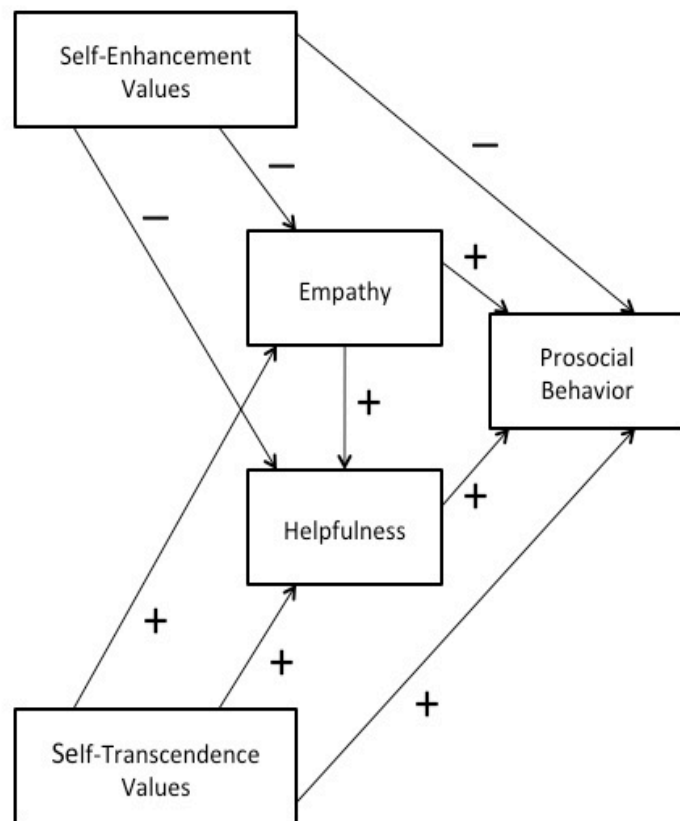 Self-Enhancement
Values
−
−
−
Empathy
+
Prosocial
Behavior
+
Helpfulness
+
+
+
+
Self-Transcendence
Values